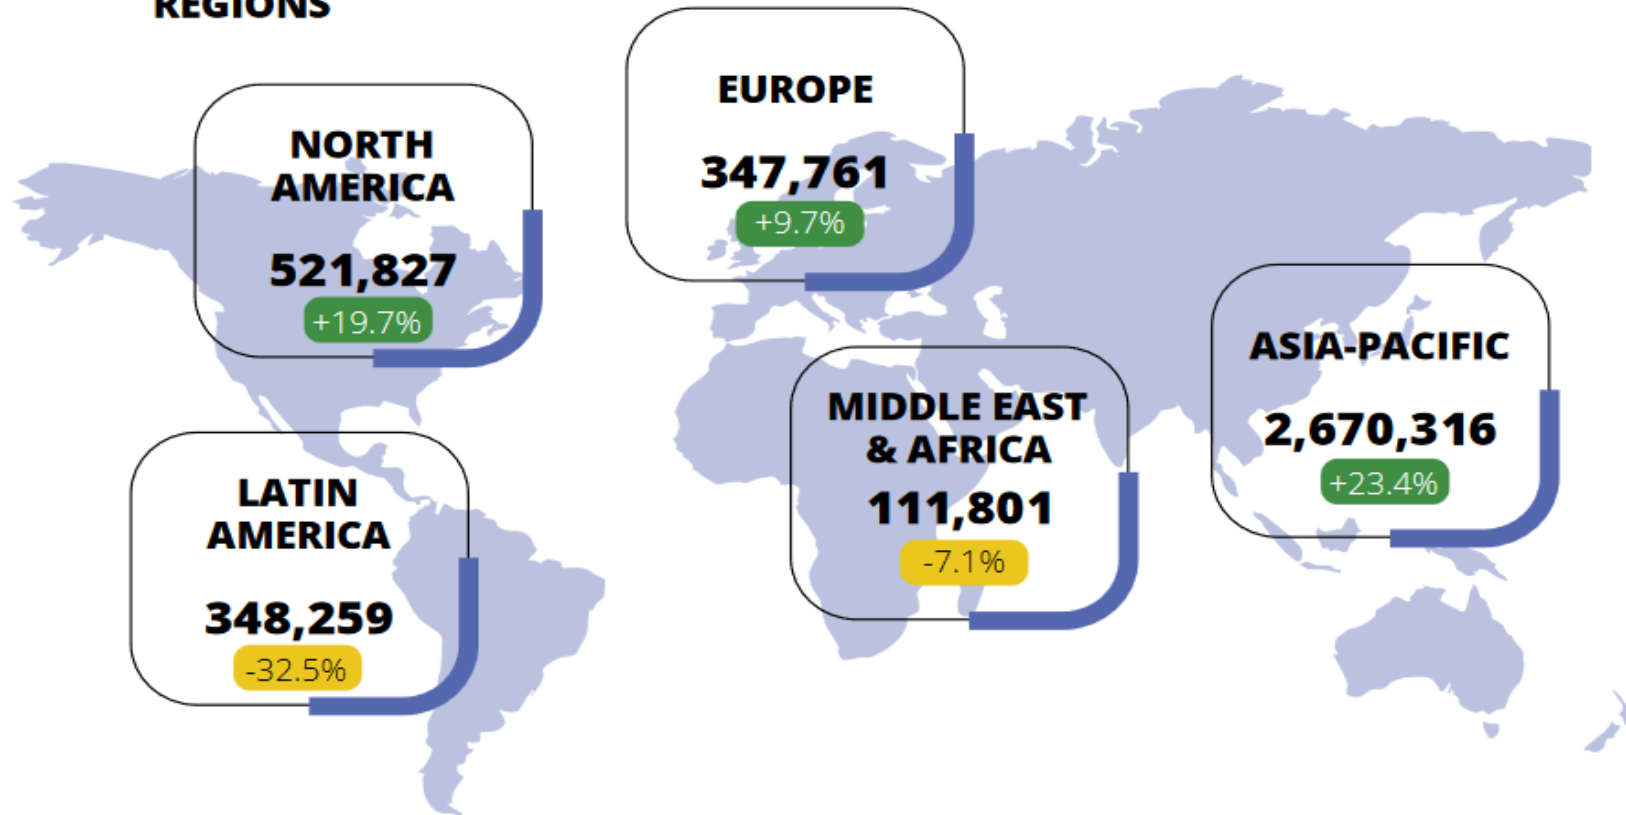 REGIONS
NORTH
AMERICA
521,827
+19.7%
EUROPE
347,761
+9.7%
ASIA-PACIFIC
2,670,316
+23.4%
MIDDLE EAST
& AFRICA
111,801
-7.1%
LATIN
AMERICA
348,259
-32.5%